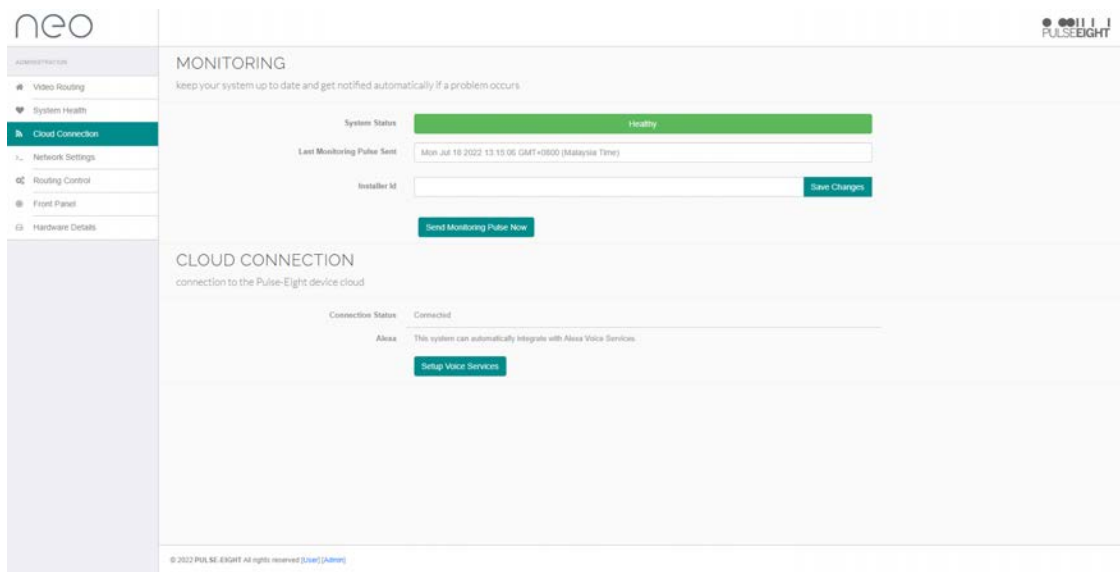 neo
PULSEEIGHT
ADMINISTRATION
Video Routing
System Health
Cloud Connection
Network Settings
Routing Control
Front Panel
Hardware Details
MONITORING
keep your system up to date and get notified automatically if a problem occurs
System Status Healthy
Last Monitoring Pulse Sent Mon Jul 18 2022 13:15:06 GMT+0800 (Malaysia Time)
Installer Id Save Changes
Send Monitoring Pulse Now
CLOUD CONNECTION
connection to the Pulse-Eight device cloud
Connection Status Connected
Alexa This system can automatically integrate with Alexa Voice Services
Setup Voice Services
© 2022 PULSE-EIGHT All rights reserved [User] [Admin]